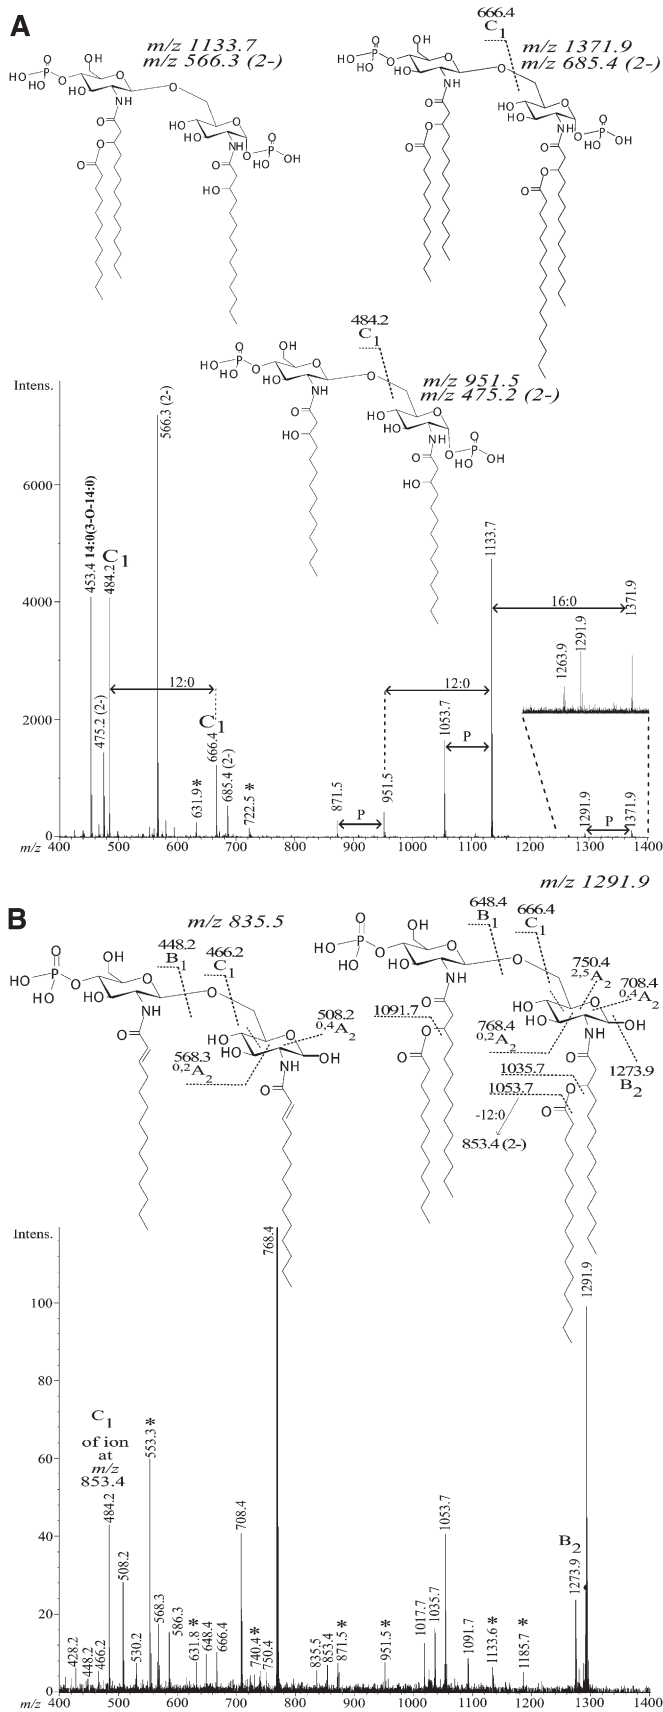 A
m/z 1133.7
m/z 566.3 (2-)
666.4
C1
m/z 1371.9
m/z 685.4 (2-)
484.2
C1
m/z 951.5
m/z 475.2 (2-)
Intens.
6000
4000
2000
0
453.4 14:0(3-O-14:0)
475.2 (2-)
C1
484.2
566.3 (2-)
631.9 *
12:0
C1
666.4
685.4 (2-)
722.5 *
871.5
P
951.5
12:0
1053.7
P
1133.7
16:0
1371.9
1263.9
1291.9
1291.9
P
1371.9
m/z
400 500 600 700 800 900 1000 1100 1200 1300 1400
B
m/z 835.5
448.2
B1
466.2
C1
508.2
0,4A2
568.3
0,2A2
m/z 1291.9
648.4
B1
666.4
C1
750.4
2,5A2
708.4
0,4A2
768.4
0,2A2
1091.7
1035.7
1053.7
1273.9
B2
-12:0
853.4 (2-)
Intens.
100
80
60
40
20
0
C1
of ion
at
m/z
853.4
428.2
448.2
466.2
484.2
508.2
530.2
553.3 *
568.3
586.3
631.8 *
648.4
666.4
708.4
740.4 *
750.4
768.4
835.5
853.4
871.5 *
951.5 *
1017.7
1035.7
1053.7
1091.7
1133.6 *
1185.7 *
B2
1273.9
1291.9
m/z
400 500 600 700 800 900 1000 1100 1200 1300 1400
HO
P
O
OH
O
HO
NH